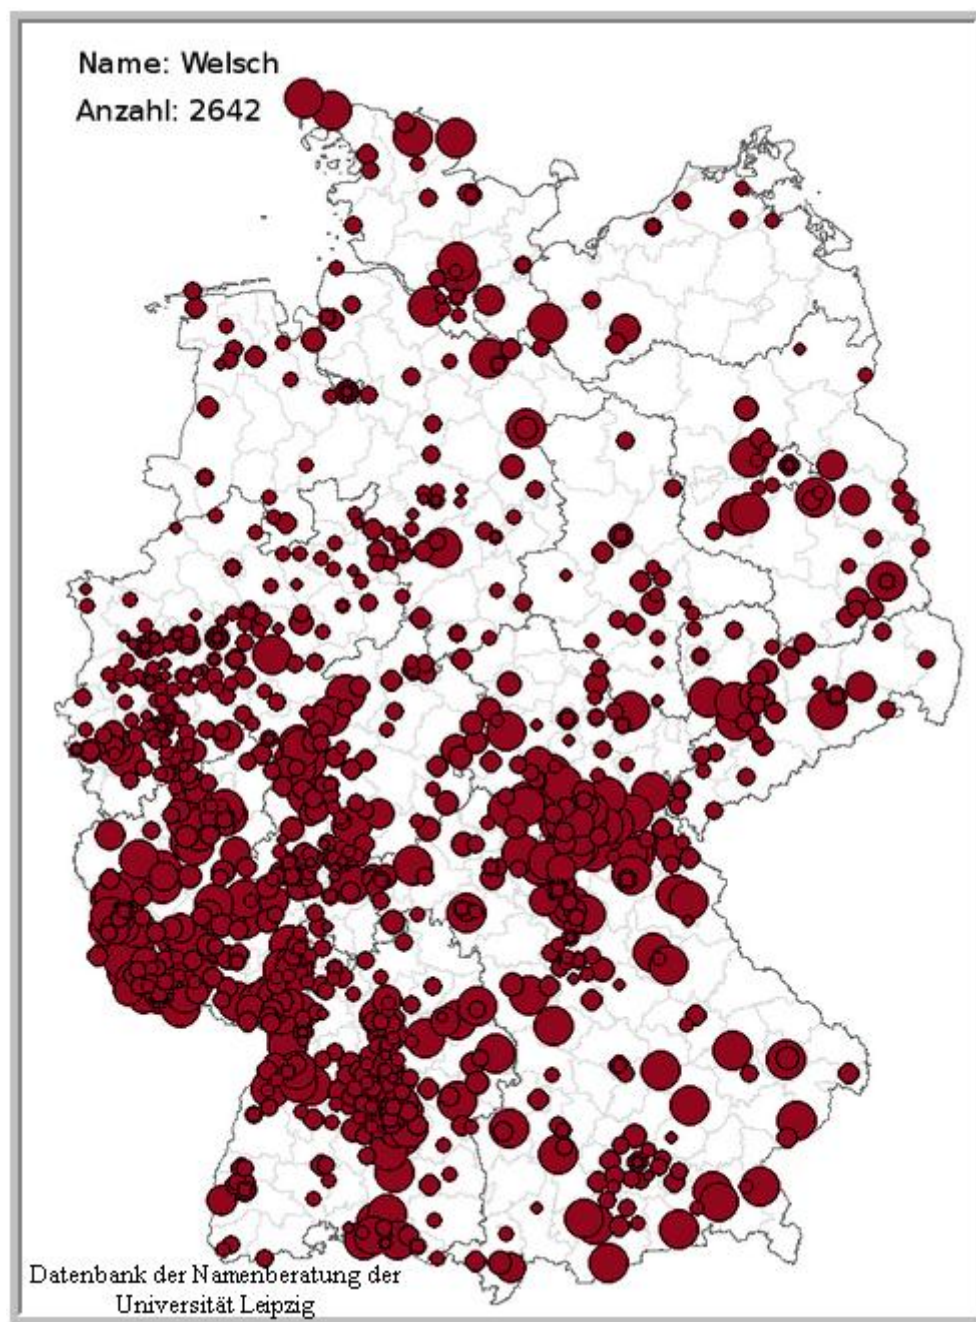 Name: Welsch
Anzahl: 2642
Datenbank der Namenberatung der
Universität Leipzig